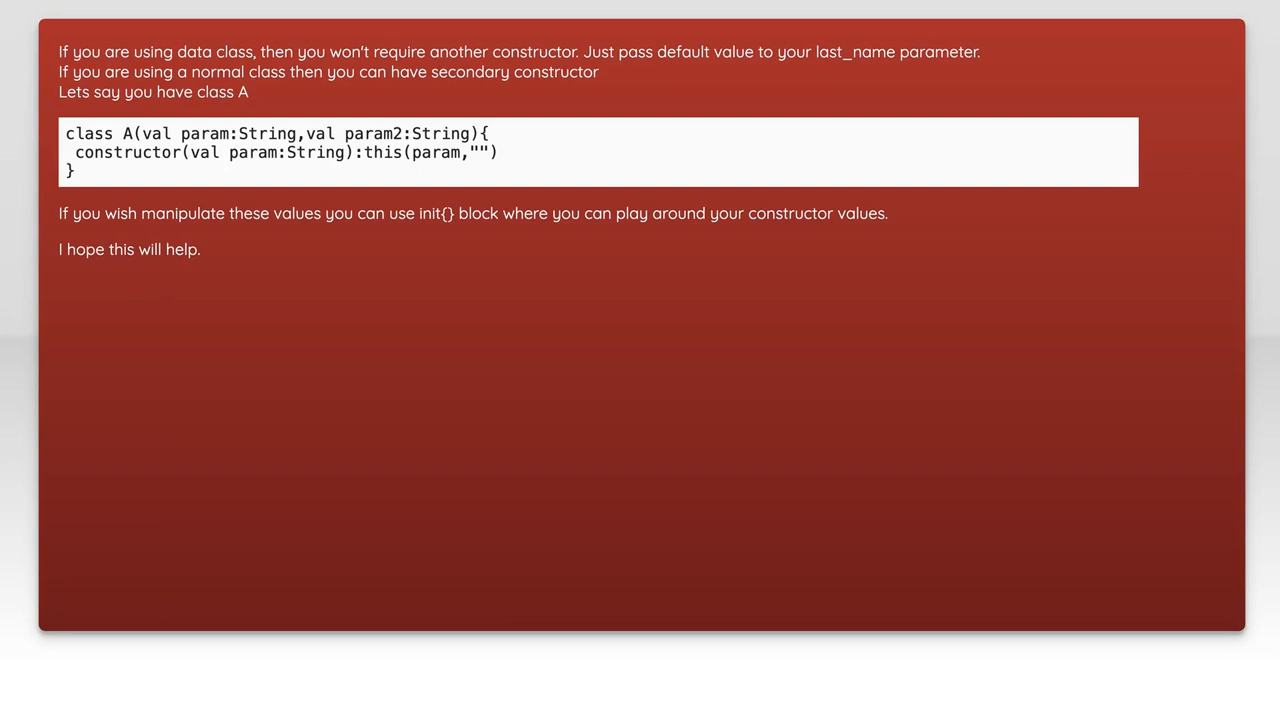 If you are using data class, then you won't require another constructor. Just pass default value to your last_name parameter.
If you are using a normal class then you can have secondary constructor
Lets say you have class A
class A(val param:String,val param2:String){
 constructor(val param:String):this(param,"")
}
If you wish manipulate these values you can use init{} block where you can play around your constructor values.
I hope this will help.